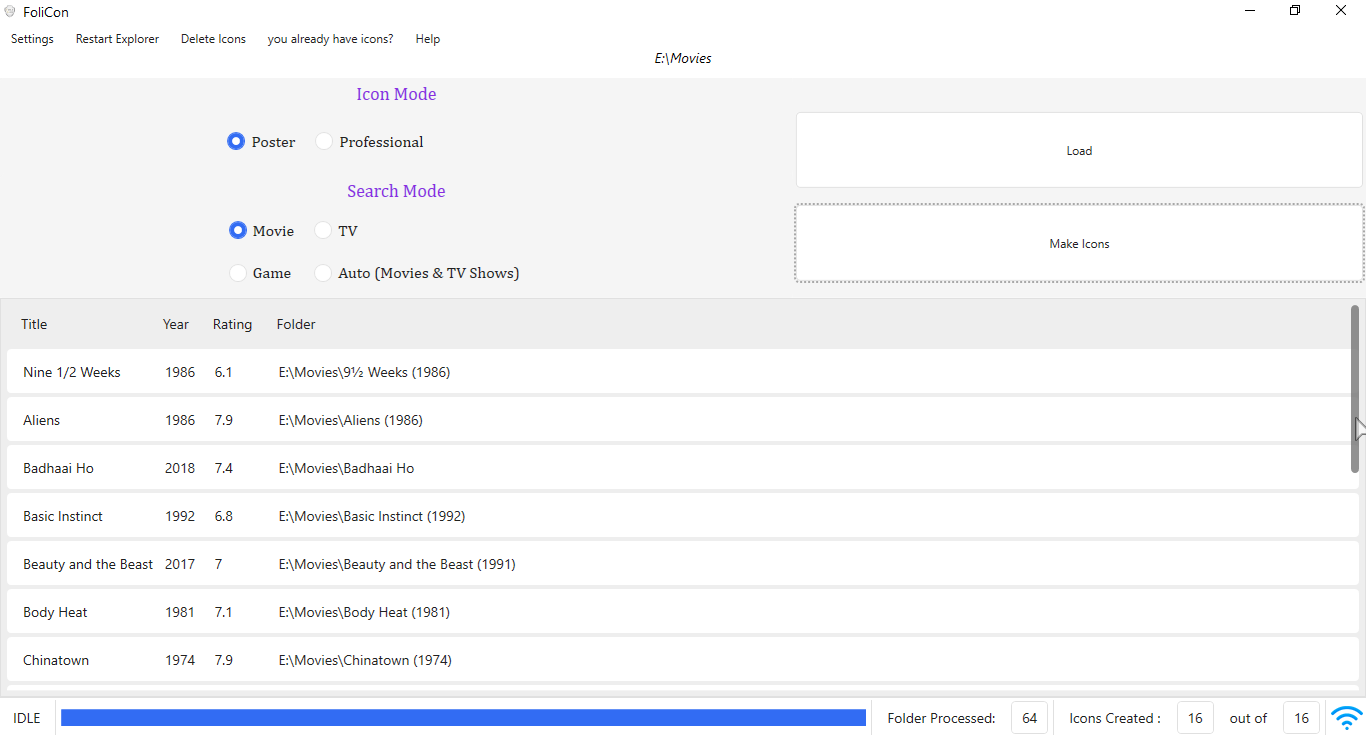 FoliCon
Settings Restart Explorer Delete Icons you already have icons? Help
E:\Movies
Icon Mode
Poster Professional
Load
Search Mode
Movie TV
Make Icons
Game Auto (Movies & TV Shows)
Title Year Rating Folder
Nine 1/2 Weeks 1986 6.1 E:\Movies\9½ Weeks (1986)
Aliens 1986 7.9 E:\Movies\Aliens (1986)
Badhaai Ho 2018 7.4 E:\Movies\Badhaai Ho
Basic Instinct 1992 6.8 E:\Movies\Basic Instinct (1992)
Beauty and the Beast 2017 7 E:\Movies\Beauty and the Beast (1991)
Body Heat 1981 7.1 E:\Movies\Body Heat (1981)
Chinatown 1974 7.9 E:\Movies\Chinatown (1974)
IDLE Folder Processed: 64 Icons Created : 16 out of 16